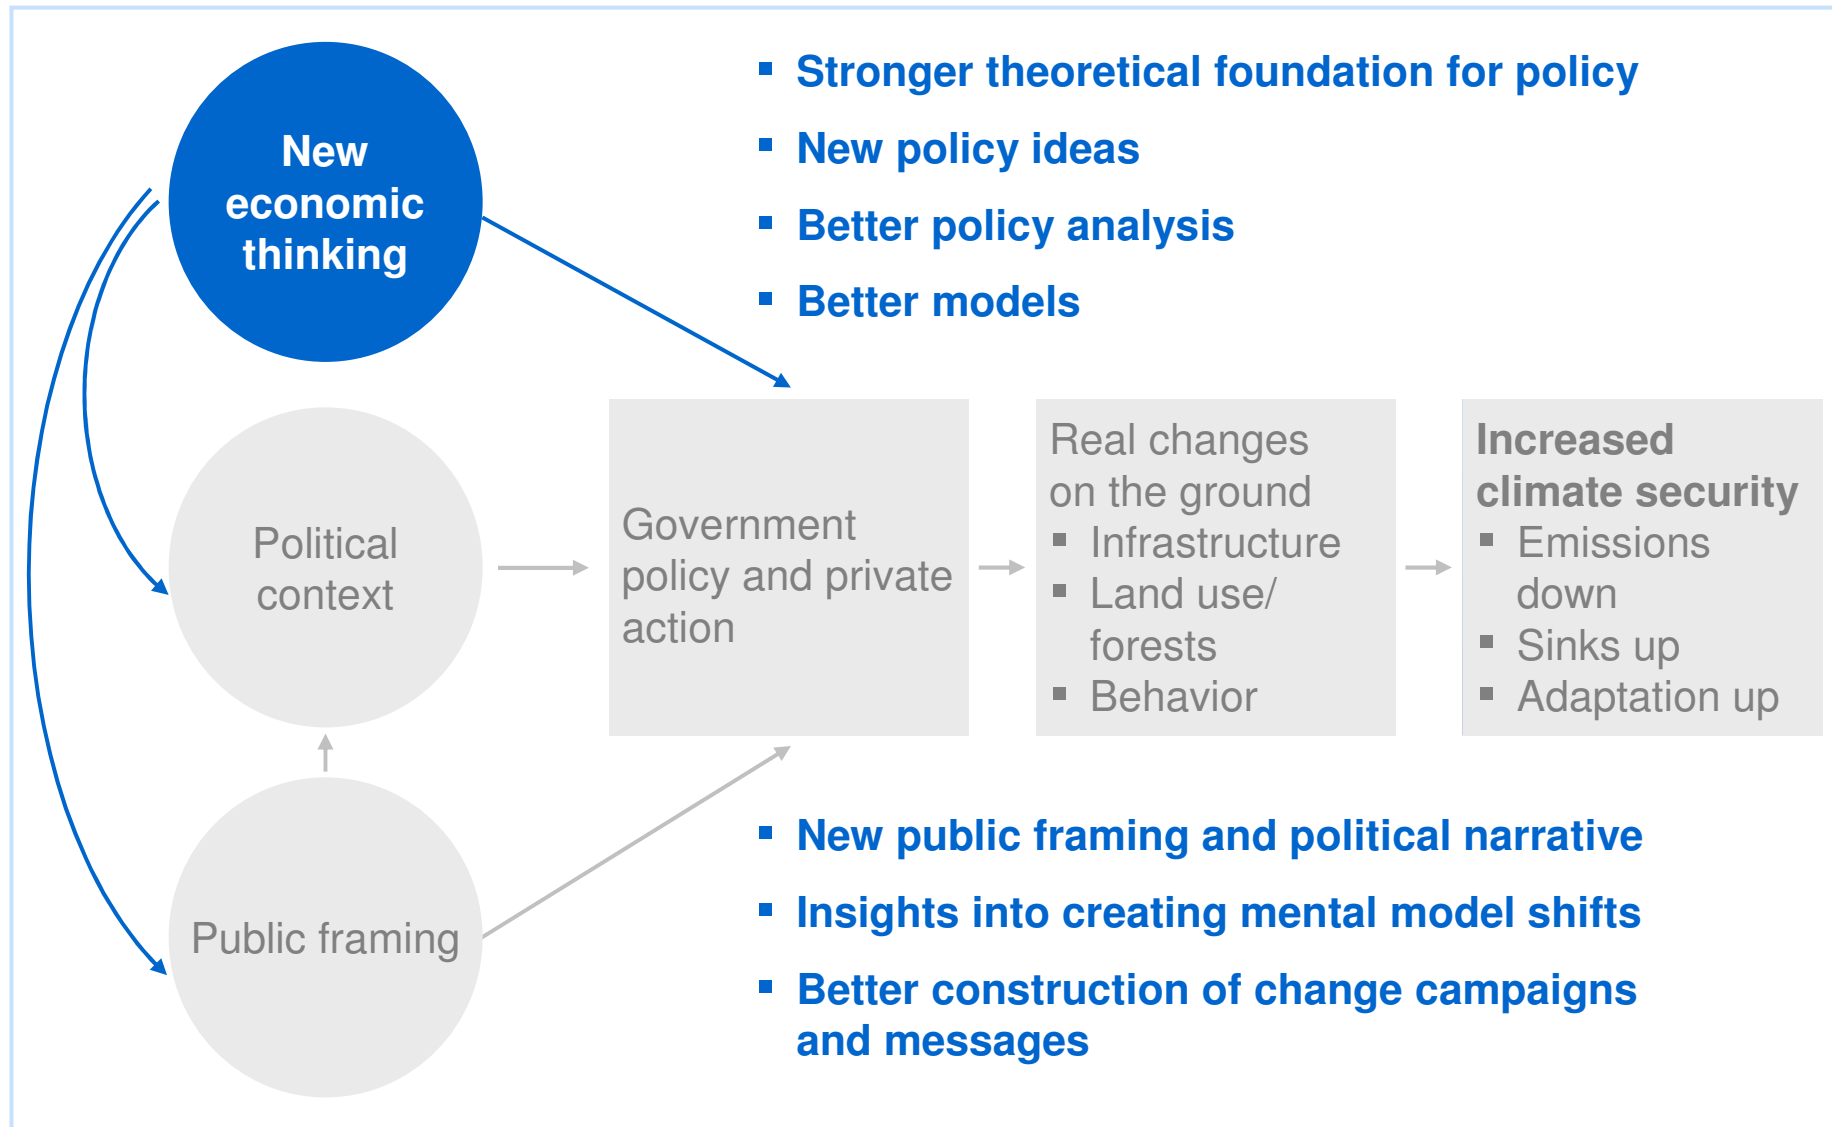 New
economic
thinking
▪ Stronger theoretical foundation for policy
▪ New policy ideas
▪ Better policy analysis
▪ Better models
Political
context
Government
policy and private
action
Real changes
on the ground
▪ Infrastructure
▪ Land use/
forests
▪ Behavior
Increased
climate security
▪ Emissions
down
▪ Sinks up
▪ Adaptation up
Public framing
▪ New public framing and political narrative
▪ Insights into creating mental model shifts
▪ Better construction of change campaigns
and messages